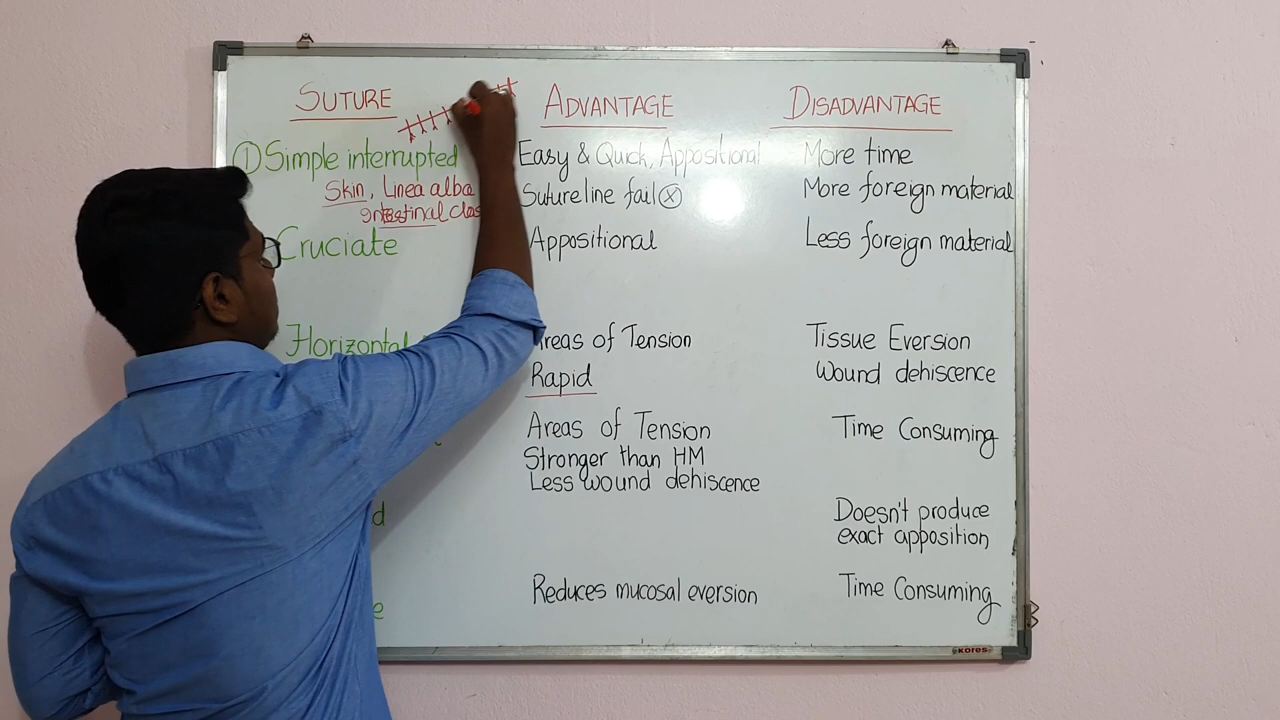 SUTURE ADVANTAGE DISADVANTAGE
① Simple interrupted Easy & Quick, Appositional More time
Skin, Linea alba Suture line fail ⓧ More foreign material
Intestinal
Cruciate Appositional Less foreign material
Horizontal Areas of Tension Tissue Eversion
Rapid Wound dehiscence
Areas of Tension Time Consuming
Stronger than HM
Less wound dehiscence
Doesn't produce
exact apposition
Reduces mucosal eversion Time Consuming
KORES